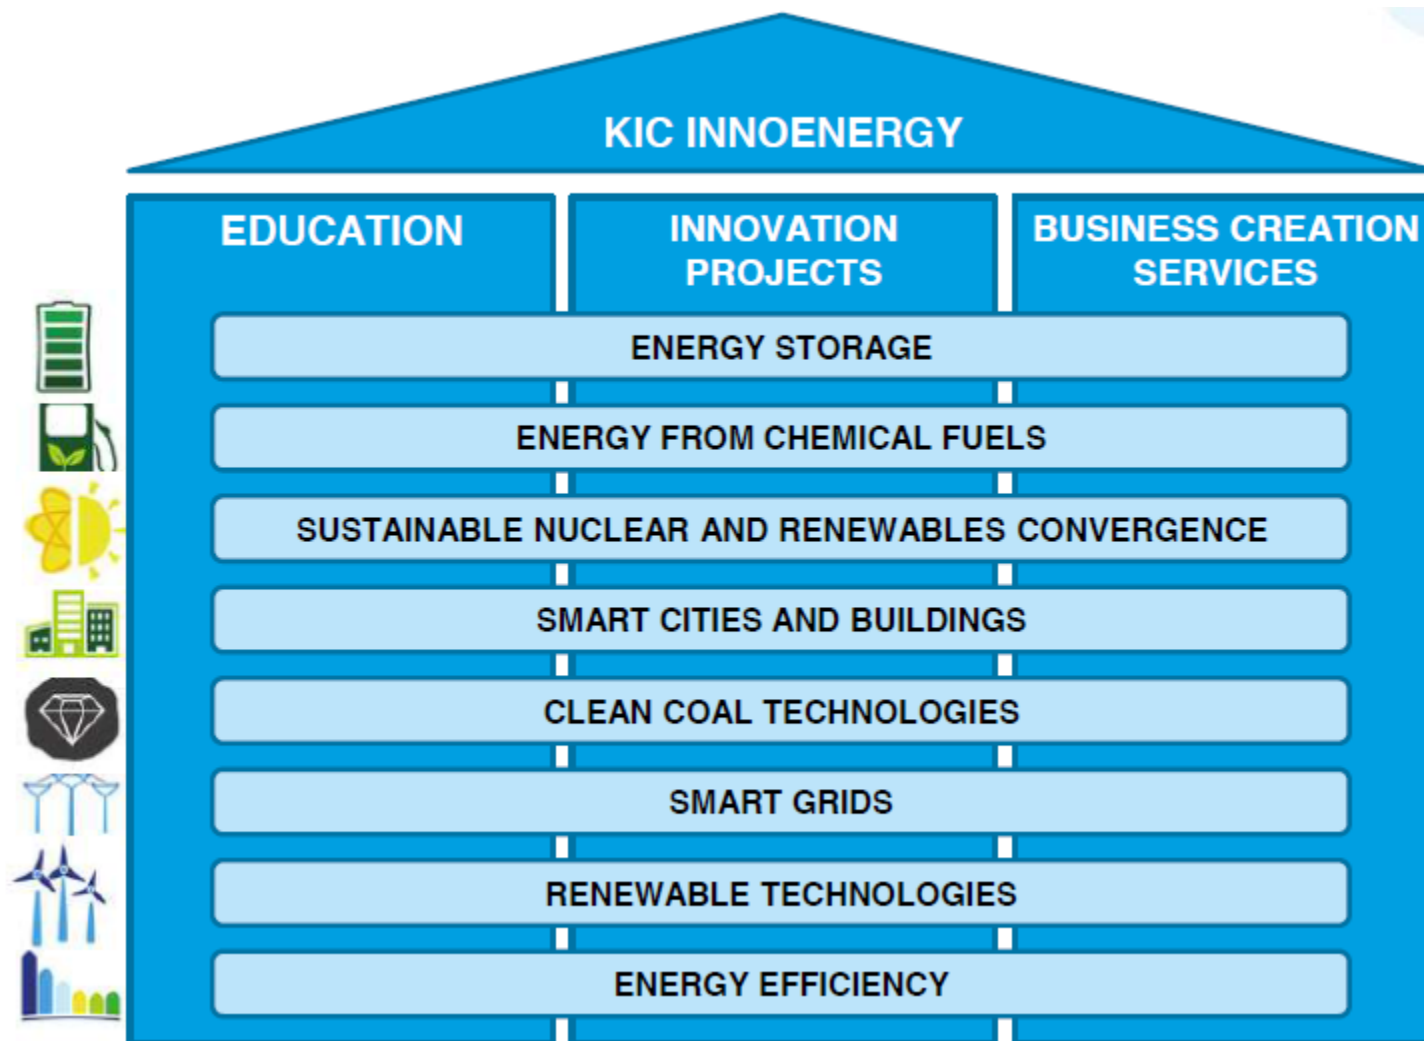 KIC INNOENERGY
EDUCATION
INNOVATION
PROJECTS
BUSINESS CREATION
SERVICES
ENERGY STORAGE
ENERGY FROM CHEMICAL FUELS
SUSTAINABLE NUCLEAR AND RENEWABLES CONVERGENCE
SMART CITIES AND BUILDINGS
CLEAN COAL TECHNOLOGIES
SMART GRIDS
RENEWABLE TECHNOLOGIES
ENERGY EFFICIENCY